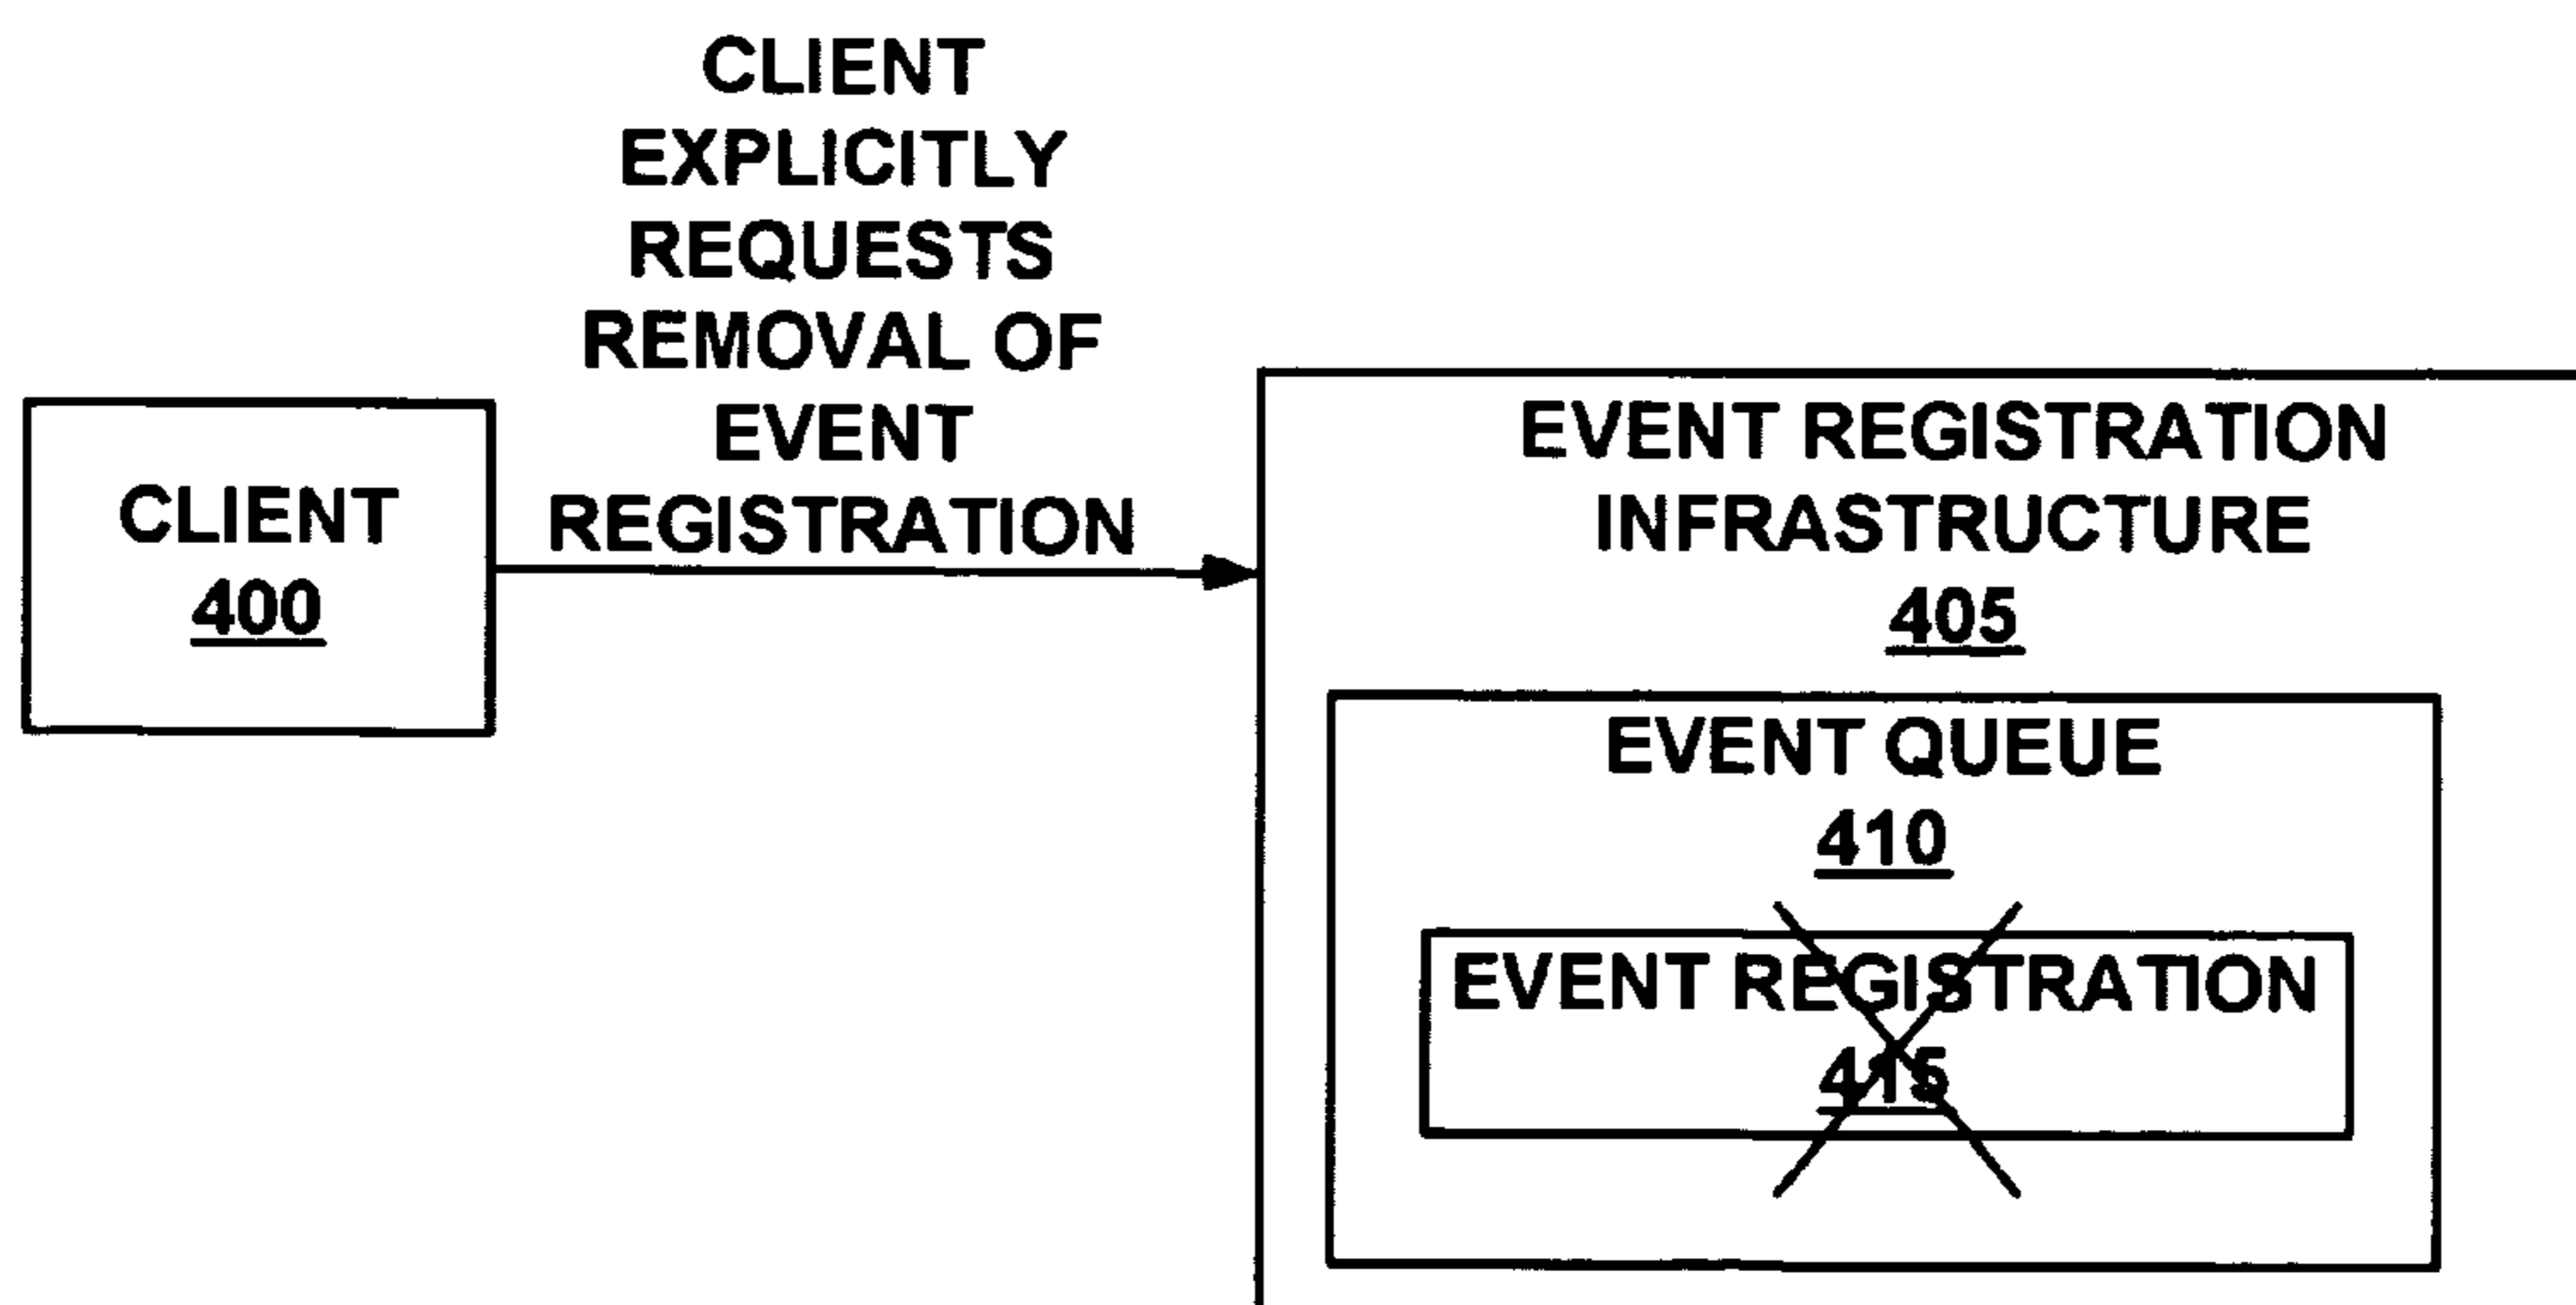 CLIENT
EXPLICITLY
REQUESTS
REMOVAL OF
EVENT
REGISTRATION
CLIENT
400
EVENT REGISTRATION
INFRASTRUCTURE
405
EVENT QUEUE
410
EVENT REGISTRATION
415